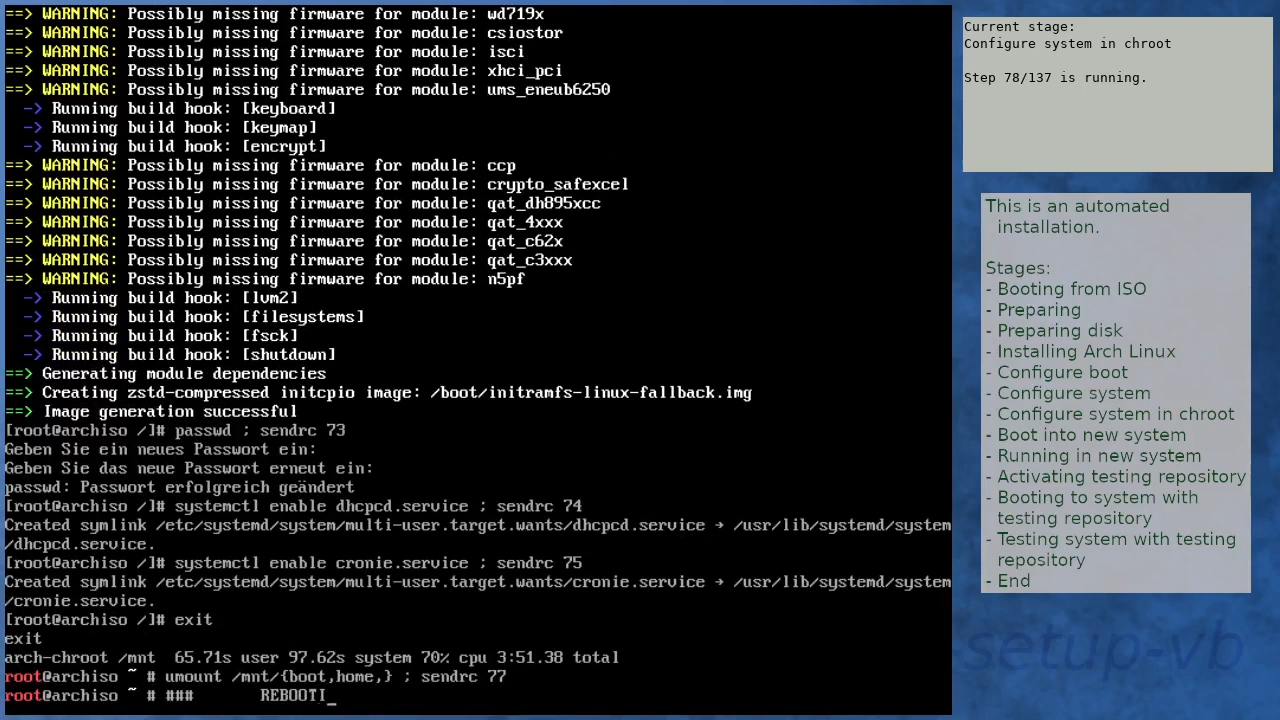 ==> WARNING: Possibly missing firmware for module: wd719x
==> WARNING: Possibly missing firmware for module: csiostor
==> WARNING: Possibly missing firmware for module: isci
==> WARNING: Possibly missing firmware for module: xhci_pci
==> WARNING: Possibly missing firmware for module: ums_eneub6250
  -> Running build hook: [keyboard]
  -> Running build hook: [keymap]
  -> Running build hook: [encrypt]
==> WARNING: Possibly missing firmware for module: ccp
==> WARNING: Possibly missing firmware for module: crypto_safexcel
==> WARNING: Possibly missing firmware for module: qat_dh895xcc
==> WARNING: Possibly missing firmware for module: qat_4xxx
==> WARNING: Possibly missing firmware for module: qat_c62x
==> WARNING: Possibly missing firmware for module: qat_c3xxx
==> WARNING: Possibly missing firmware for module: n5pf
  -> Running build hook: [lvm2]
  -> Running build hook: [filesystems]
  -> Running build hook: [fsck]
  -> Running build hook: [shutdown]
==> Generating module dependencies
==> Creating zstd-compressed initcpio image: /boot/initramfs-linux-fallback.img
==> Image generation successful
[root@archiso /]# passwd ; sendrc 73
Geben Sie ein neues Passwort ein:
Geben Sie das neue Passwort erneut ein:
passwd: Passwort erfolgreich geändert
[root@archiso /]# systemctl enable dhcpcd.service ; sendrc 74
Created symlink /etc/systemd/system/multi-user.target.wants/dhcpcd.service → /usr/lib/systemd/system
/dhcpcd.service.
[root@archiso /]# systemctl enable cronie.service ; sendrc 75
Created symlink /etc/systemd/system/multi-user.target.wants/cronie.service → /usr/lib/systemd/system
/cronie.service.
[root@archiso /]# exit
exit
arch-chroot /mnt  65.71s user 97.62s system 70% cpu 3:51.38 total
root@archiso ~ # umount /mnt/{boot,home,} ; sendrc 77
root@archiso ~ # ###       REBOOTI_
Current stage:
Configure system in chroot
Step 78/137 is running.
This is an automated
installation.
Stages:
- Booting from ISO
- Preparing
- Preparing disk
- Installing Arch Linux
- Configure boot
- Configure system
- Configure system in chroot
- Boot into new system
- Running in new system
- Activating testing repository
- Booting to system with
testing repository
- Testing system with testing
repository
- End
setup-vb